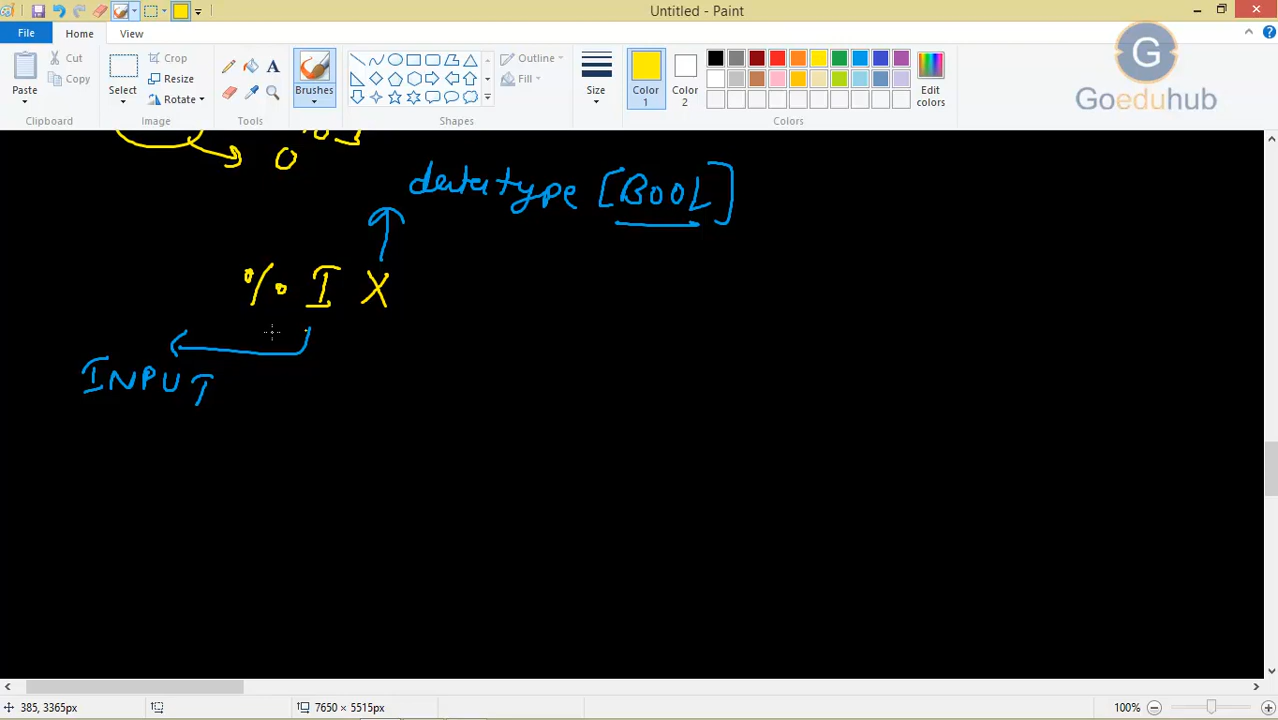 Untitled - Paint
File
Home
View
Paste
Cut
Copy
Clipboard
Select
Crop
Resize
Rotate
Image
Tools
Brushes
Shapes
Outline
Fill
Size
Color 1
Color 2
Edit colors
Colors
G
Goeduhub
0
datatype [BOOL]
% I X
INPUT
385, 3365px
7650 × 5515px
100%